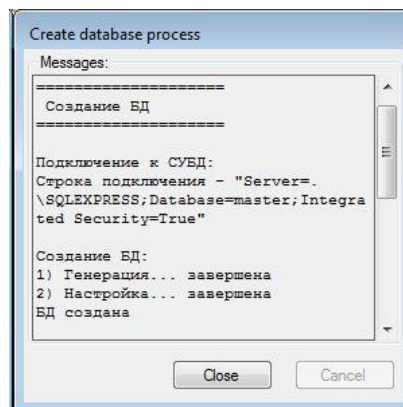 Create database process
Messages:
=====================
Создание БД
=====================
Подключение к СУБД:
Строка подключения - "Server=.
\SQLEXPRESS;Database=master;Integra
ted Security=True"
Создание БД:
1) Генерация... завершена
2) Настройка... завершена
БД создана
Close
Cancel